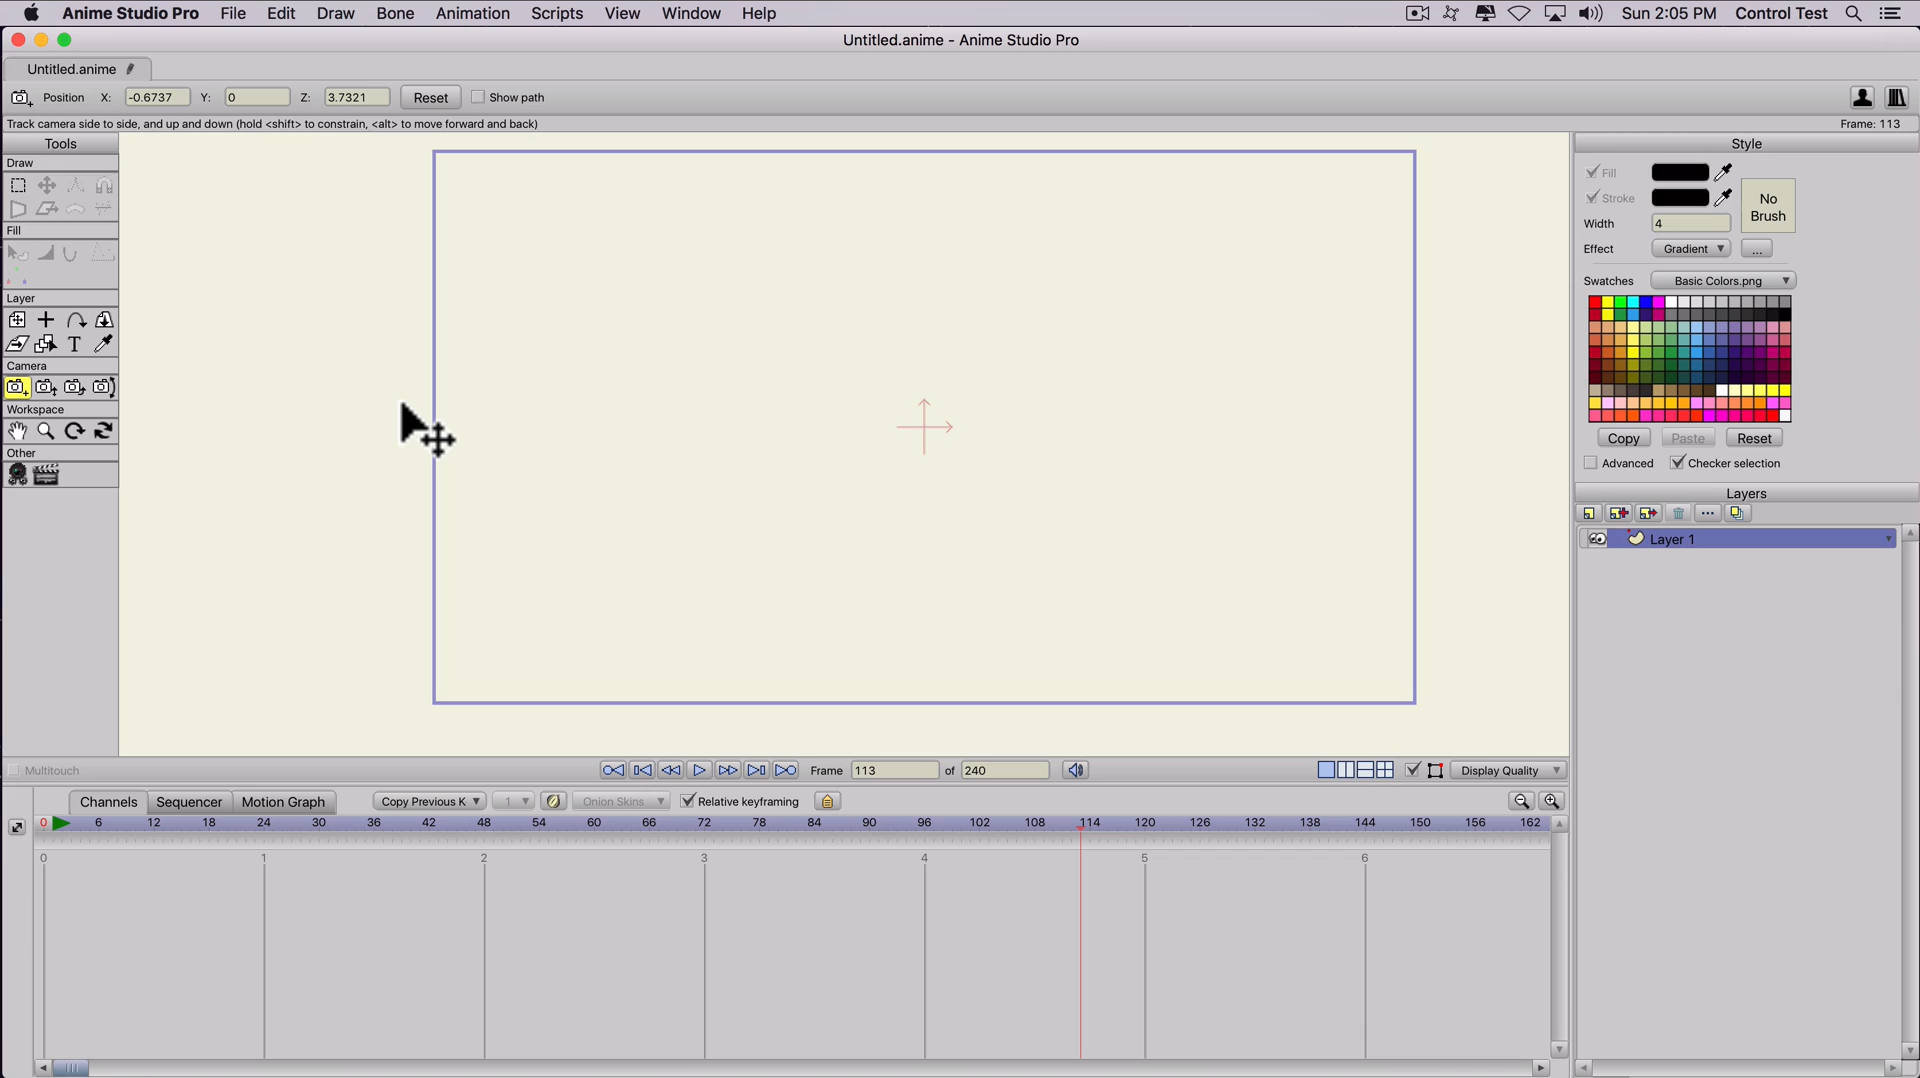 Anime Studio Pro File Edit Draw Bone Animation Scripts View Window Help Sun 2:05 PM Control Test
Untitled.anime - Anime Studio Pro
Untitled.anime
Position X: -0.6737 Y: 0 Z: 3.7321 Reset Show path
Track camera side to side, and up and down (hold <shift> to constrain, <alt> to move forward and back) Frame: 113
Tools
Draw
Fill
Layer
T
Camera
Workspace
Other
Style
Fill
Stroke
No
Brush
Width 4
Effect Gradient ...
Swatches Basic Colors.png
Copy Paste Reset
Advanced Checker selection
Layers
Layer 1
Multitouch Frame 113 of 240 Display Quality
Channels Sequencer Motion Graph Copy Previous K 1 Onion Skins Relative keyframing
0 6 12 18 24 30 36 42 48 54 60 66 72 78 84 90 96 102 108 114 120 126 132 138 144 150 156 162
0 1 2 3 4 5 6